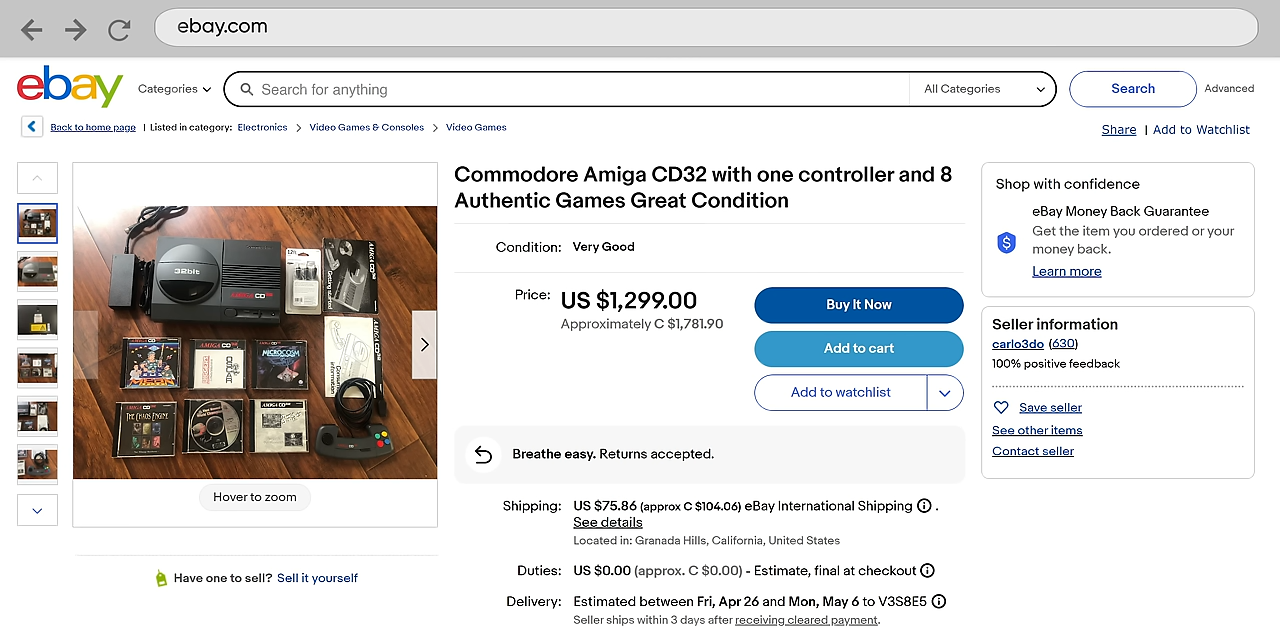 ebay.com
ebay
Categories
Search for anything
All Categories
Search
Advanced
Back to home page | Listed in category: Electronics > Video Games & Consoles > Video Games
Share | Add to Watchlist
Commodore Amiga CD32 with one controller and 8
Authentic Games Great Condition
Condition: Very Good
Price: US $1,299.00
Approximately C $1,781.90
Buy It Now
Add to cart
Add to watchlist
Breathe easy. Returns accepted.
Shipping: US $75.86 (approx C $104.06) eBay International Shipping.
See details
Located in: Granada Hills, California, United States
Duties: US $0.00 (approx. C $0.00) - Estimate, final at checkout
Delivery: Estimated between Fri, Apr 26 and Mon, May 6 to V3S8E5
Seller ships within 3 days after receiving cleared payment.
32bit
AMIGA CD32
Getting started
AMIGA CD32
MICROCOSM
THE CHAOS ENGINE
Hover to zoom
Have one to sell? Sell it yourself
Shop with confidence
eBay Money Back Guarantee
Get the item you ordered or your
money back.
Learn more
Seller information
carlo3do (630)
100% positive feedback
Save seller
See other items
Contact seller